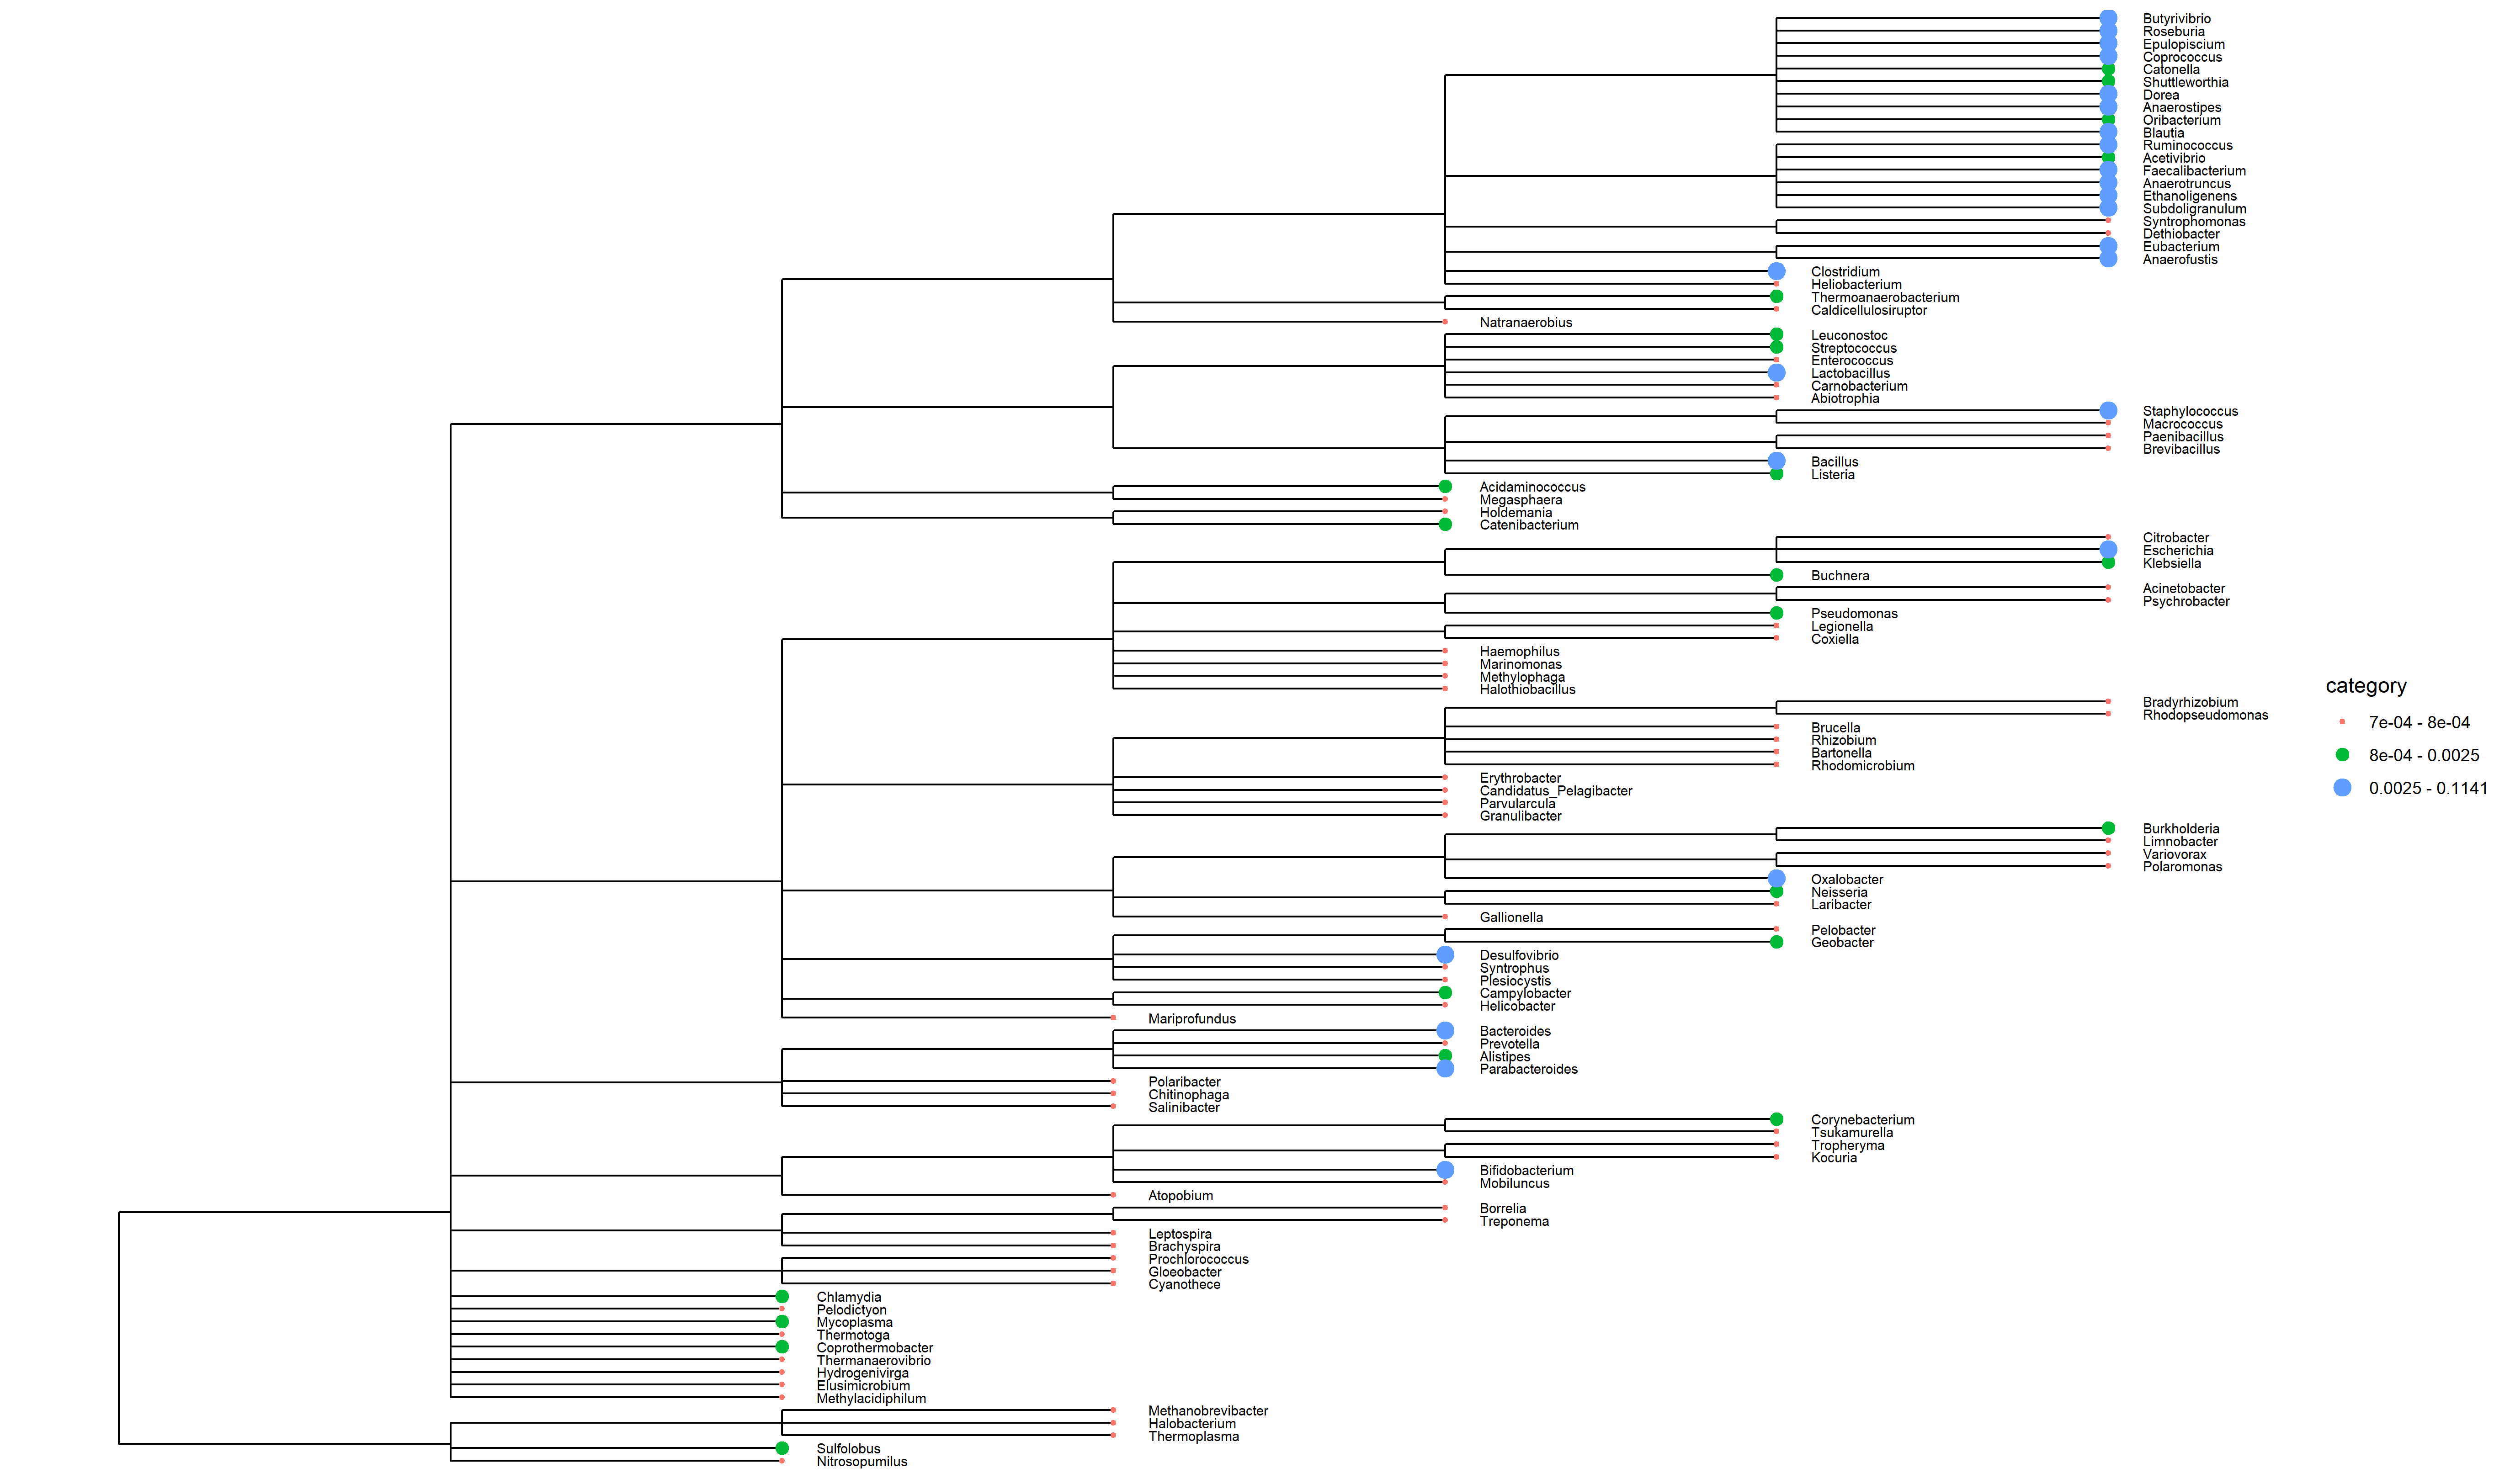 Butyrivibrio
Roseburia
Epulopiscium
Coprococcus
Catonella
Shuttleworthia
Dorea
Anaerostipes
Oribacterium
Blautia
Ruminococcus
Acetivibrio
Faecalibacterium
Anaerotruncus
Ethanoligenens
Subdoligranulum
Syntrophomonas
Dethiobacter
Eubacterium
Anaerofustis
Clostridium
Heliobacterium
Thermoanaerobacterium
Caldicellulosiruptor
Natranaerobius
Leuconostoc
Streptococcus
Enterococcus
Lactobacillus
Carnobacterium
Abiotrophia
Staphylococcus
Macrococcus
Paenibacillus
Brevibacillus
Bacillus
Listeria
Acidaminococcus
Megasphaera
Holdemania
Catenibacterium
Citrobacter
Escherichia
Klebsiella
Buchnera
Acinetobacter
Psychrobacter
Pseudomonas
Legionella
Coxiella
Haemophilus
Marinomonas
Methylophaga
Halothiobacillus
Bradyrhizobium
Rhodopseudomonas
Brucella
Rhizobium
Bartonella
Rhodomicrobium
Erythrobacter
Candidatus_Pelagibacter
Parvularcula
Granulibacter
Burkholderia
Limnobacter
Variovorax
Polaromonas
Oxalobacter
Neisseria
Laribacter
Gallionella
Pelobacter
Geobacter
Desulfovibrio
Syntrophus
Plesiocystis
Campylobacter
Helicobacter
Mariprofundus
Bacteroides
Prevotella
Alistipes
Parabacteroides
Polaribacter
Chitinophaga
Salinibacter
Corynebacterium
Tsukamurella
Tropheryma
Kocuria
Bifidobacterium
Mobiluncus
Atopobium
Borrelia
Treponema
Leptospira
Brachyspira
Prochlorococcus
Gloeobacter
Cyanothece
Chlamydia
Pelodictyon
Mycoplasma
Thermotoga
Coprothermobacter
Thermanaerovibrio
Hydrogenivirga
Elusimicrobium
Methylacidiphilum
Methanobrevibacter
Halobacterium
Thermoplasma
Sulfolobus
Nitrosopumilus
category
7e-04 - 8e-04
8e-04 - 0.0025
0.0025 - 0.1141